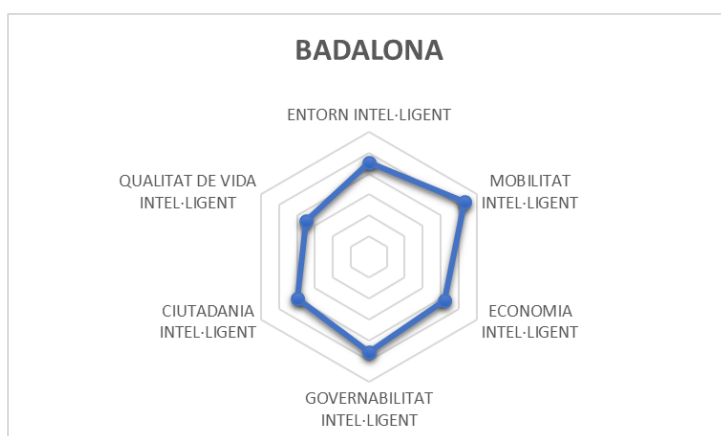 BADALONA
ENTORN INTEL·LIGENT
MOBILITAT
INTEL·LIGENT
ECONOMIA
INTEL·LIGENT
GOVERNABILITAT
INTEL·LIGENT
CIUTADANIA
INTEL·LIGENT
QUALITAT DE VIDA
INTEL·LIGENT